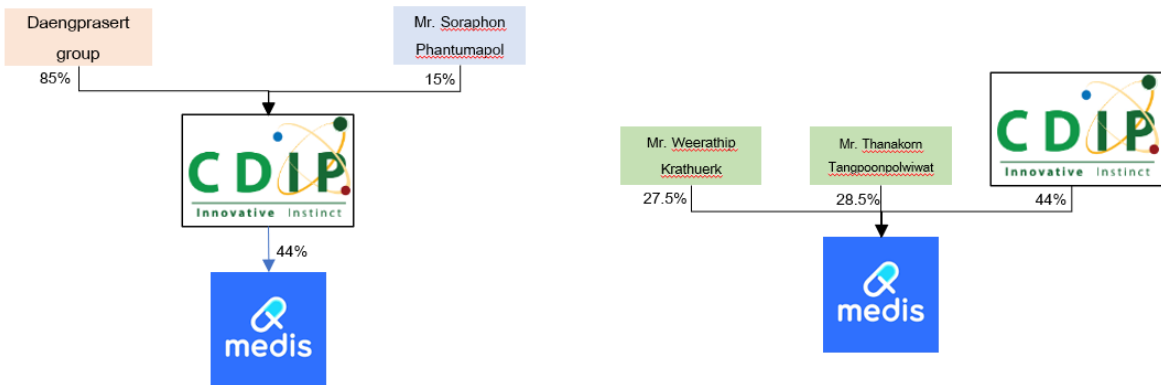 Daengprasert
group
Mr. Soraphon
Phantumapol
85%
15%
CDIP
Innovative Instinct
44%
medis
Mr. Weerathip
Krathuerk
Mr. Thanakorn
Tangpoonpolwiwat
CDIP
Innovative Instinct
27.5%
28.5%
44%
medis